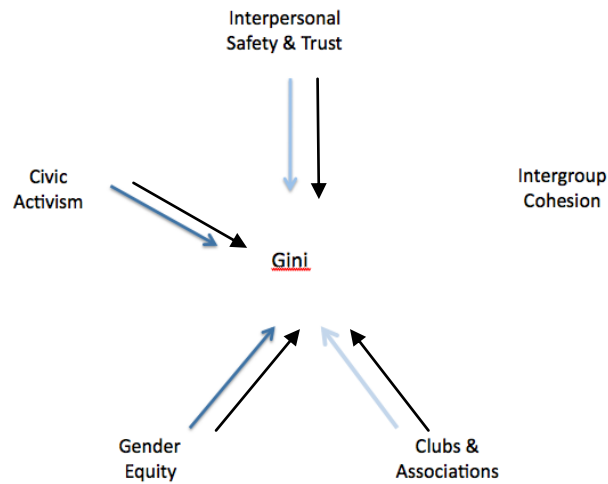 Interpersonal
Safety & Trust
Civic
Activism
Intergroup
Cohesion
Gini
Gender
Equity
Clubs &
Associations